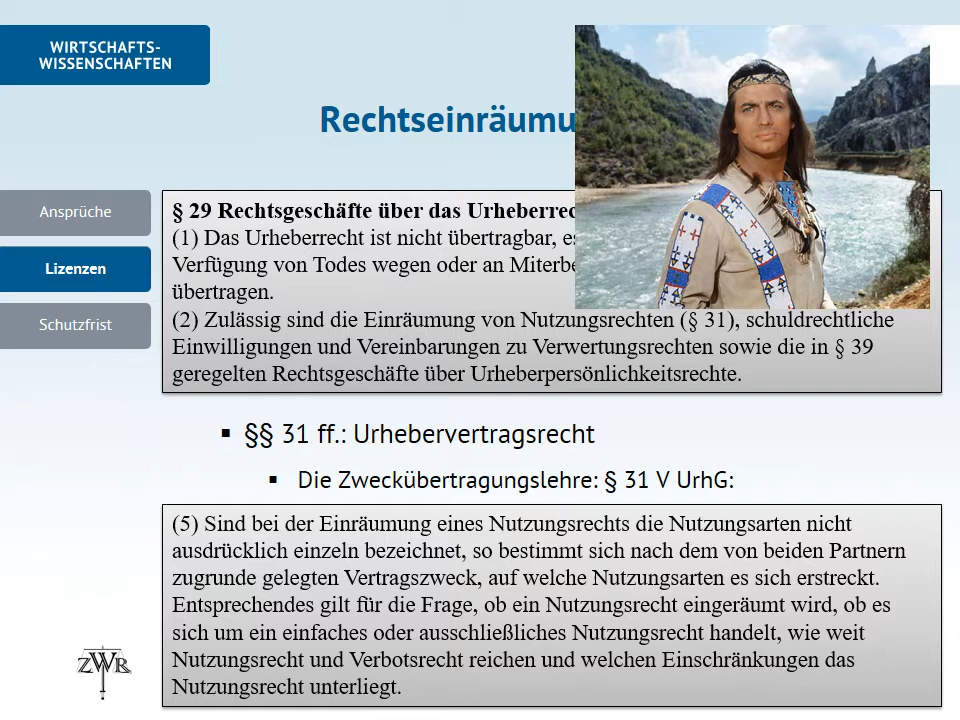 WIRTSCHAFTS-
WISSENSCHAFTEN
Rechtseinräumu
Ansprüche
Lizenzen
Schutzfrist
§ 29 Rechtsgeschäfte über das Urheberrec
(1) Das Urheberrecht ist nicht übertragbar, es
Verfügung von Todes wegen oder an Miterbe
übertragen.
(2) Zulässig sind die Einräumung von Nutzungsrechten (§ 31), schuldrechtliche
Einwilligungen und Vereinbarungen zu Verwertungsrechten sowie die in § 39
geregelten Rechtsgeschäfte über Urheberpersönlichkeitsrechte.
▪ §§ 31 ff.: Urhebervertragsrecht
▪ Die Zweckübertragungslehre: § 31 V UrhG:
(5) Sind bei der Einräumung eines Nutzungsrechts die Nutzungsarten nicht
ausdrücklich einzeln bezeichnet, so bestimmt sich nach dem von beiden Partnern
zugrunde gelegten Vertragszweck, auf welche Nutzungsarten es sich erstreckt.
Entsprechendes gilt für die Frage, ob ein Nutzungsrecht eingeräumt wird, ob es
sich um ein einfaches oder ausschließliches Nutzungsrecht handelt, wie weit
Nutzungsrecht und Verbotsrecht reichen und welchen Einschränkungen das
Nutzungsrecht unterliegt.
ZWR